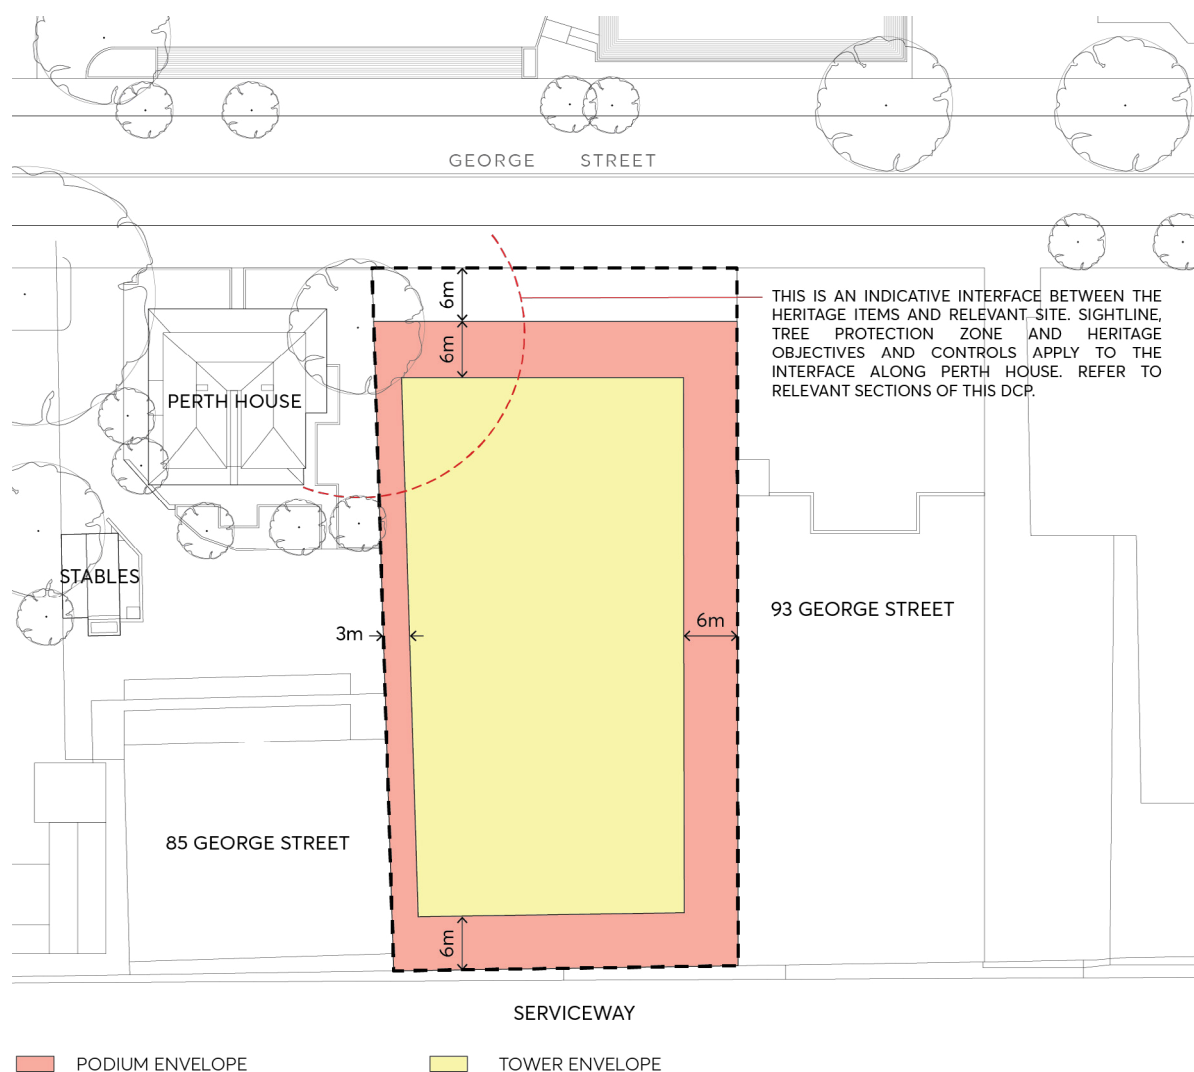 GEORGE STREET
6m
THIS IS AN INDICATIVE INTERFACE BETWEEN THE
HERITAGE ITEMS AND RELEVANT SITE. SIGHTLINE,
TREE PROTECTION ZONE AND HERITAGE
OBJECTIVES AND CONTROLS APPLY TO THE
INTERFACE ALONG PERTH HOUSE. REFER TO
RELEVANT SECTIONS OF THIS DCP.
6m
PERTH HOUSE
STABLES
93 GEORGE STREET
3m
6m
85 GEORGE STREET
6m
SERVICEWAY
PODIUM ENVELOPE
TOWER ENVELOPE